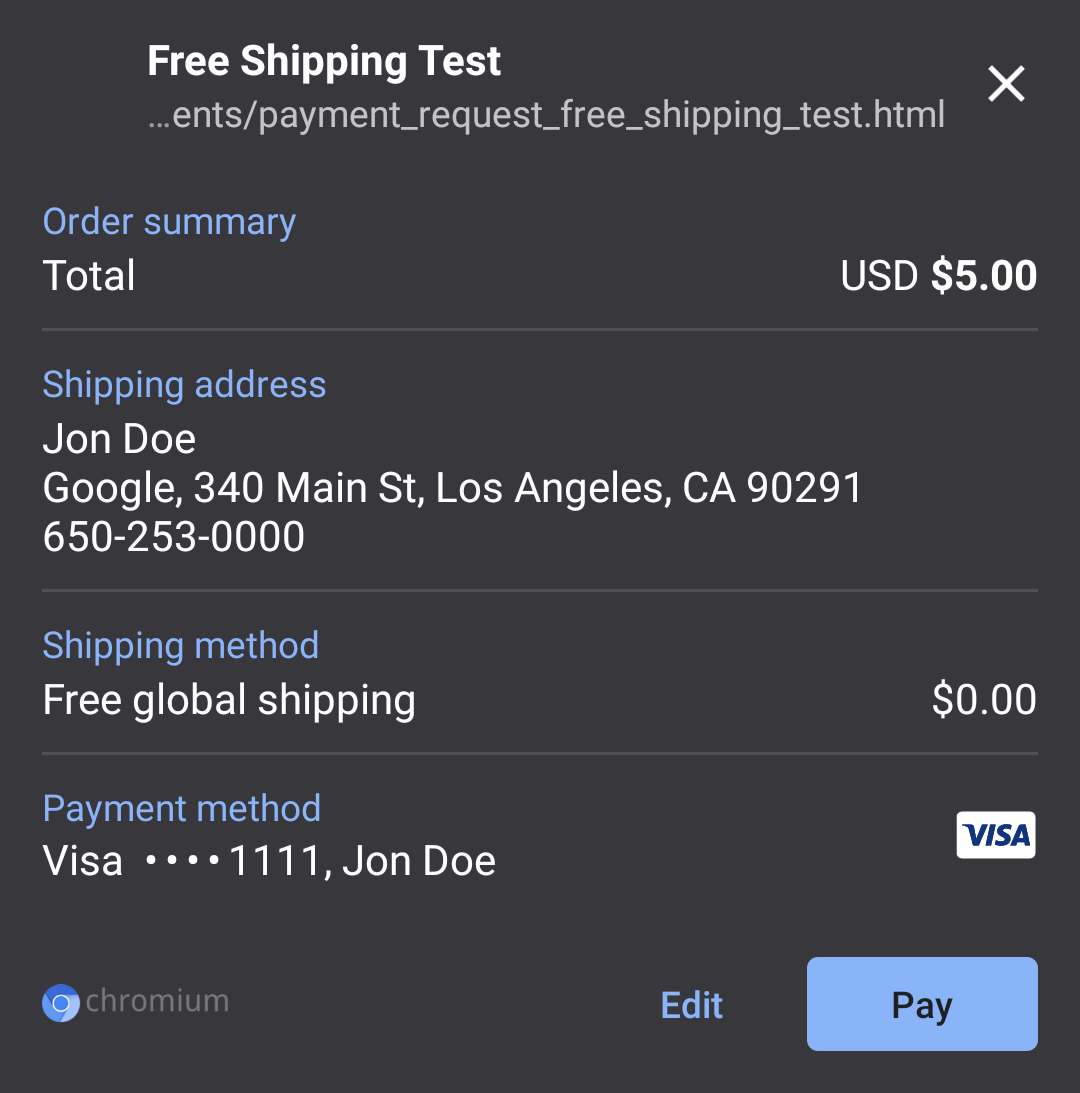 Free Shipping Test
...ents/payment_request_free_shipping_test.html
Order summary
Total USD $5.00
Shipping address
Jon Doe
Google, 340 Main St, Los Angeles, CA 90291
650-253-0000
Shipping method
Free global shipping $0.00
Payment method
VISA
Visa ••••1111, Jon Doe
chromium Edit Pay